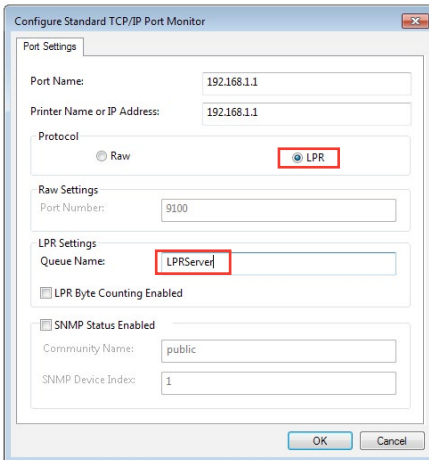 Configure Standard TCP/IP Port Monitor
Port Settings
Port Name: 192.168.1.1
Printer Name or IP Address: 192.168.1.1
Protocol
Raw LPR
Raw Settings
Port Number: 9100
LPR Settings
Queue Name: LPRServer
LPR Byte Counting Enabled
SNMP Status Enabled
Community Name: public
SNMP Device Index: 1
OK Cancel